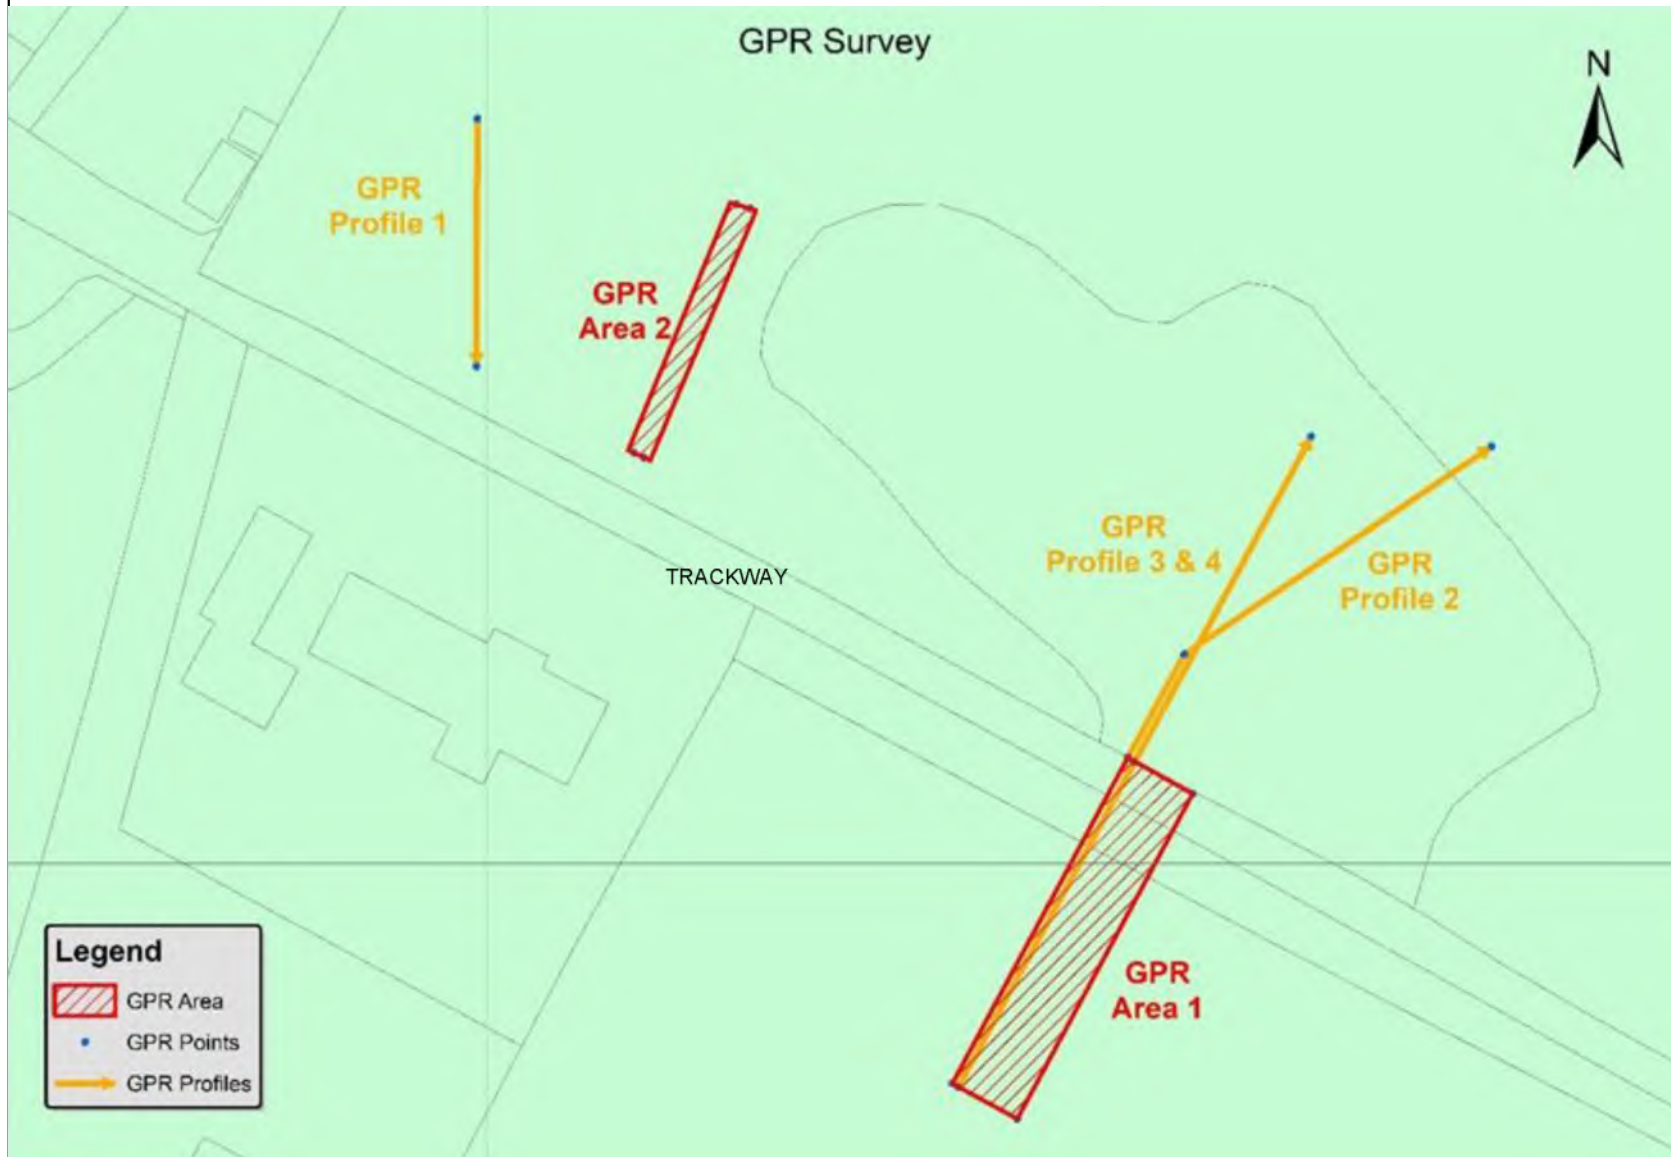 GPR Survey
N
GPR
Profile 1
GPR
Area 2
GPR
Profile 3 & 4
GPR
Profile 2
TRACKWAY
GPR
Area 1
Legend
GPR Area
GPR Points
GPR Profiles